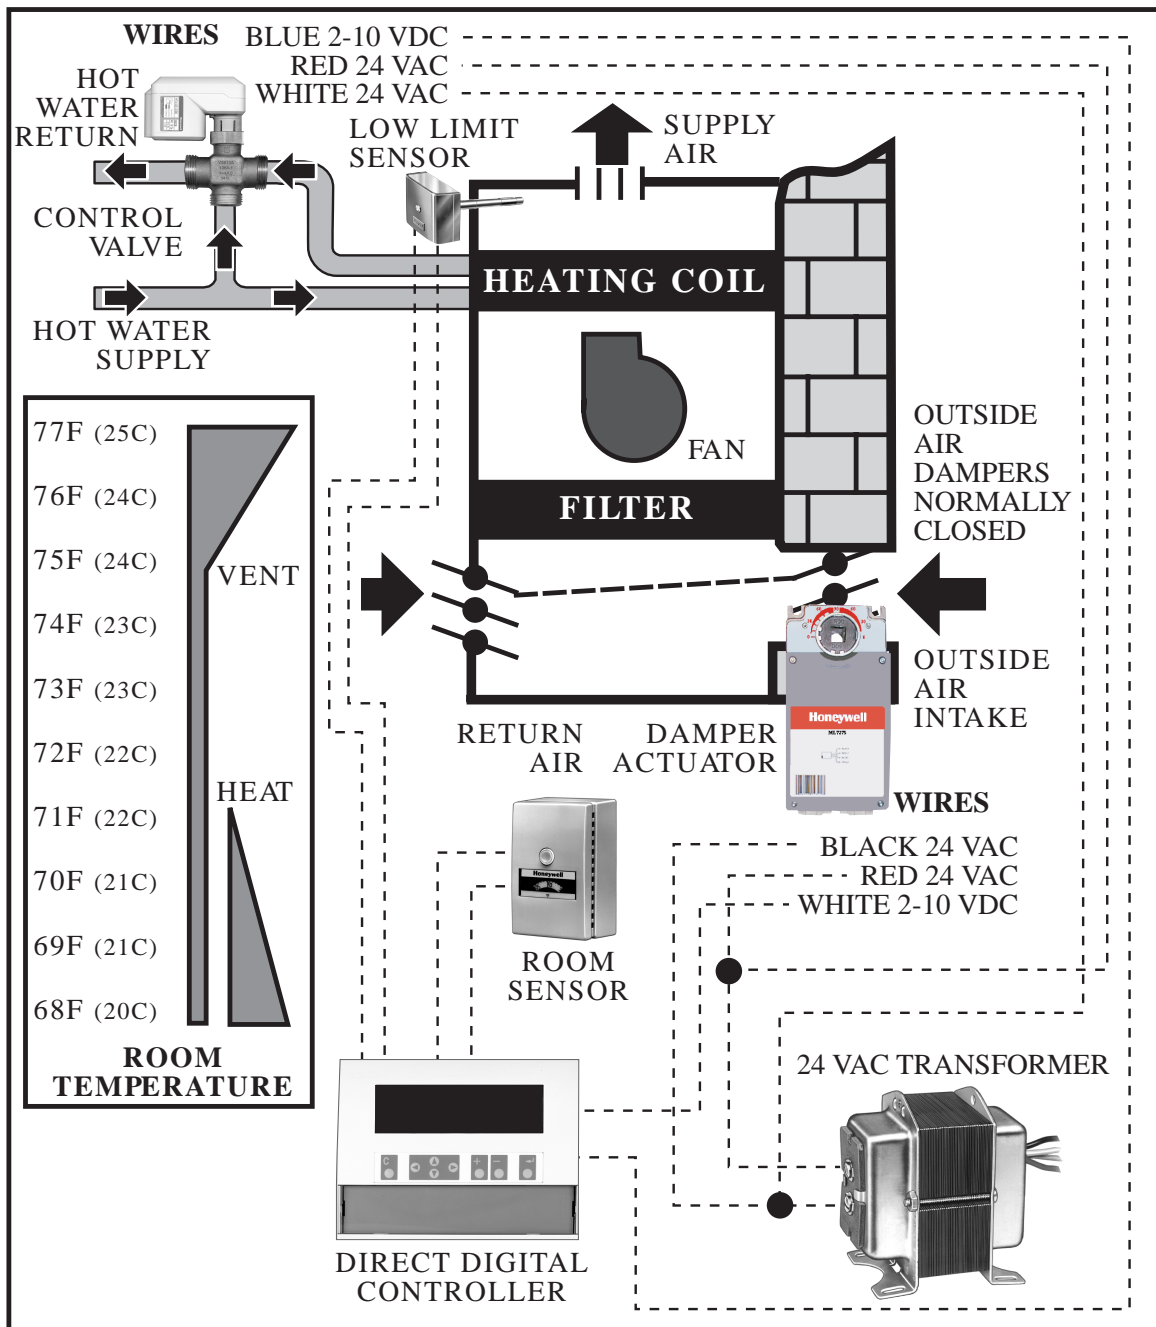 WIRES BLUE 2-10 VDC
RED 24 VAC
WHITE 24 VAC
HOT
WATER
RETURN
LOW LIMIT
SENSOR
SUPPLY
AIR
CONTROL
VALVE
HEATING COIL
HOT WATER
SUPPLY
FAN
OUTSIDE
AIR
DAMPERS
NORMALLY
CLOSED
FILTER
77F (25C)
76F (24C)
75F (24C)
VENT
74F (23C)
73F (23C)
72F (22C)
HEAT
71F (22C)
70F (21C)
69F (21C)
68F (20C)
ROOM
TEMPERATURE
OUTSIDE
AIR
INTAKE
RETURN
AIR
DAMPER
ACTUATOR
Honeywell
ML7275
WIRES
BLACK 24 VAC
RED 24 VAC
WHITE 2-10 VDC
Honeywell
ROOM
SENSOR
24 VAC TRANSFORMER
C
+
−
DIRECT DIGITAL
CONTROLLER